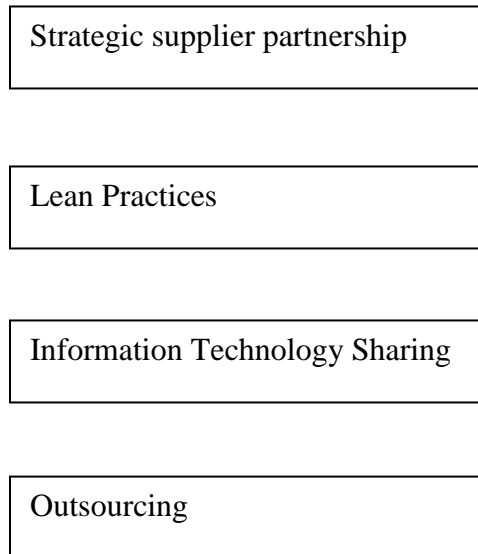 Strategic supplier partnership
Lean Practices
Information Technology Sharing
Outsourcing